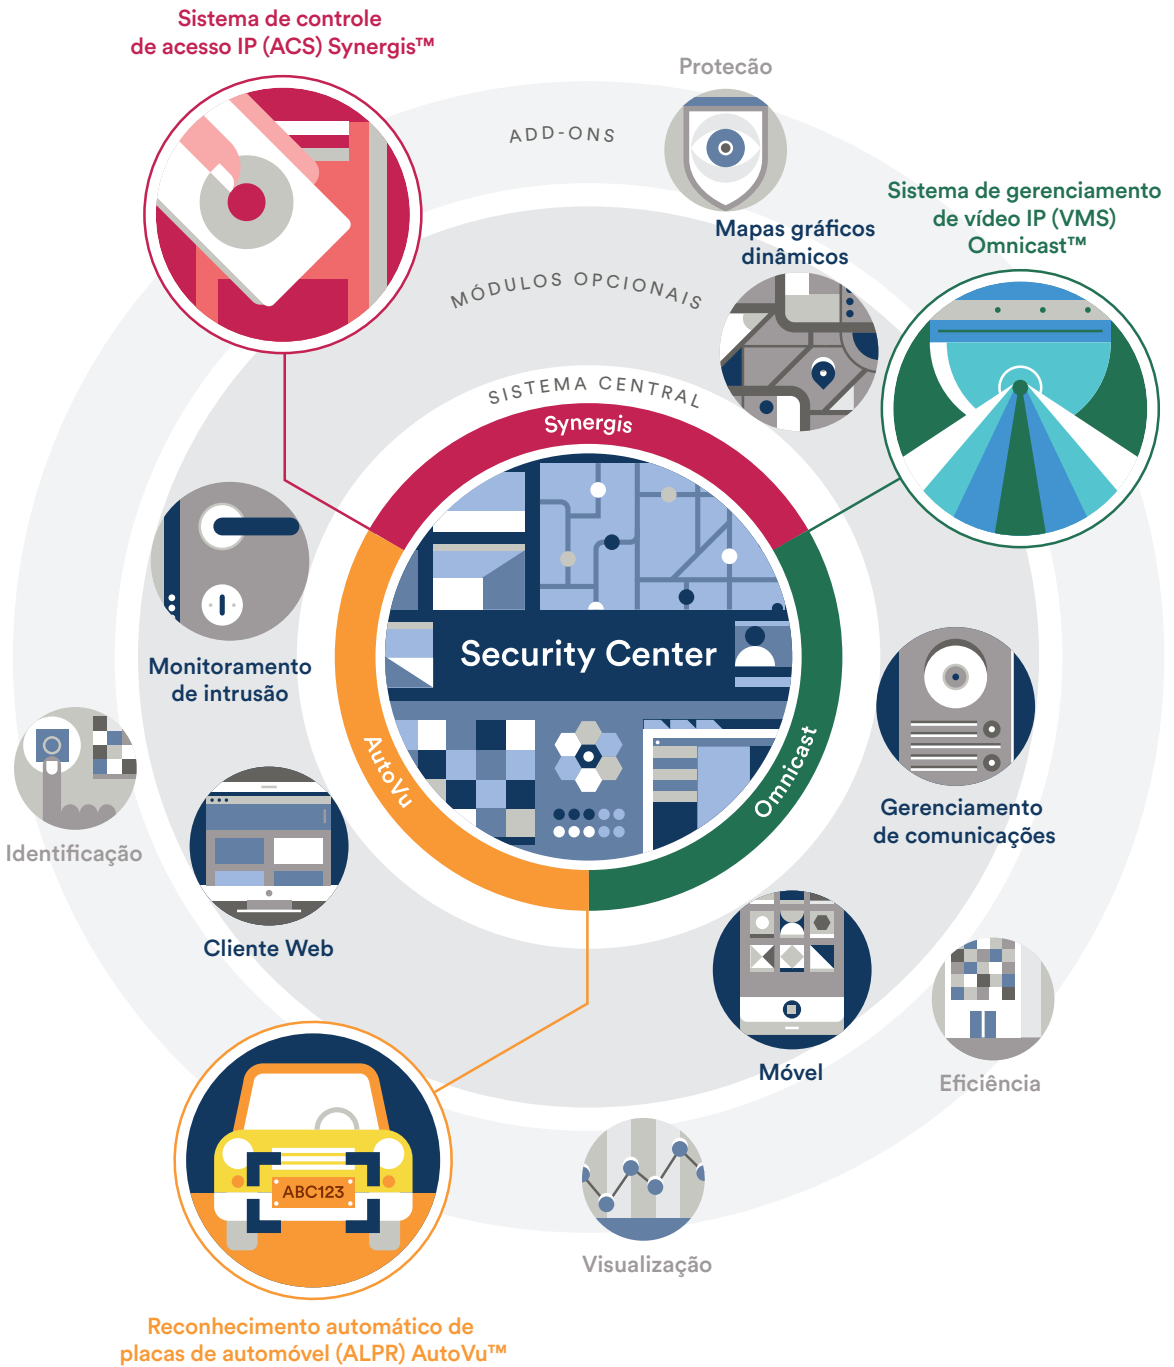 Sistema de controle
de acesso IP (ACS) Synergis™
Protecão
ADD-ONS
Sistema de gerenciamento
de vídeo IP (VMS)
Omnicast™
Mapas gráficos
dinâmicos
MÓDULOS OPCIONAIS
SISTEMA CENTRAL
Synergis
Security Center
Monitoramento
de intrusão
AutoVu
Omnicast
Gerenciamento
de comunicações
Identificação
Cliente Web
Móvel
Eficiência
ABC123
Visualização
Reconhecimento automático de
placas de automóvel (ALPR) AutoVu™